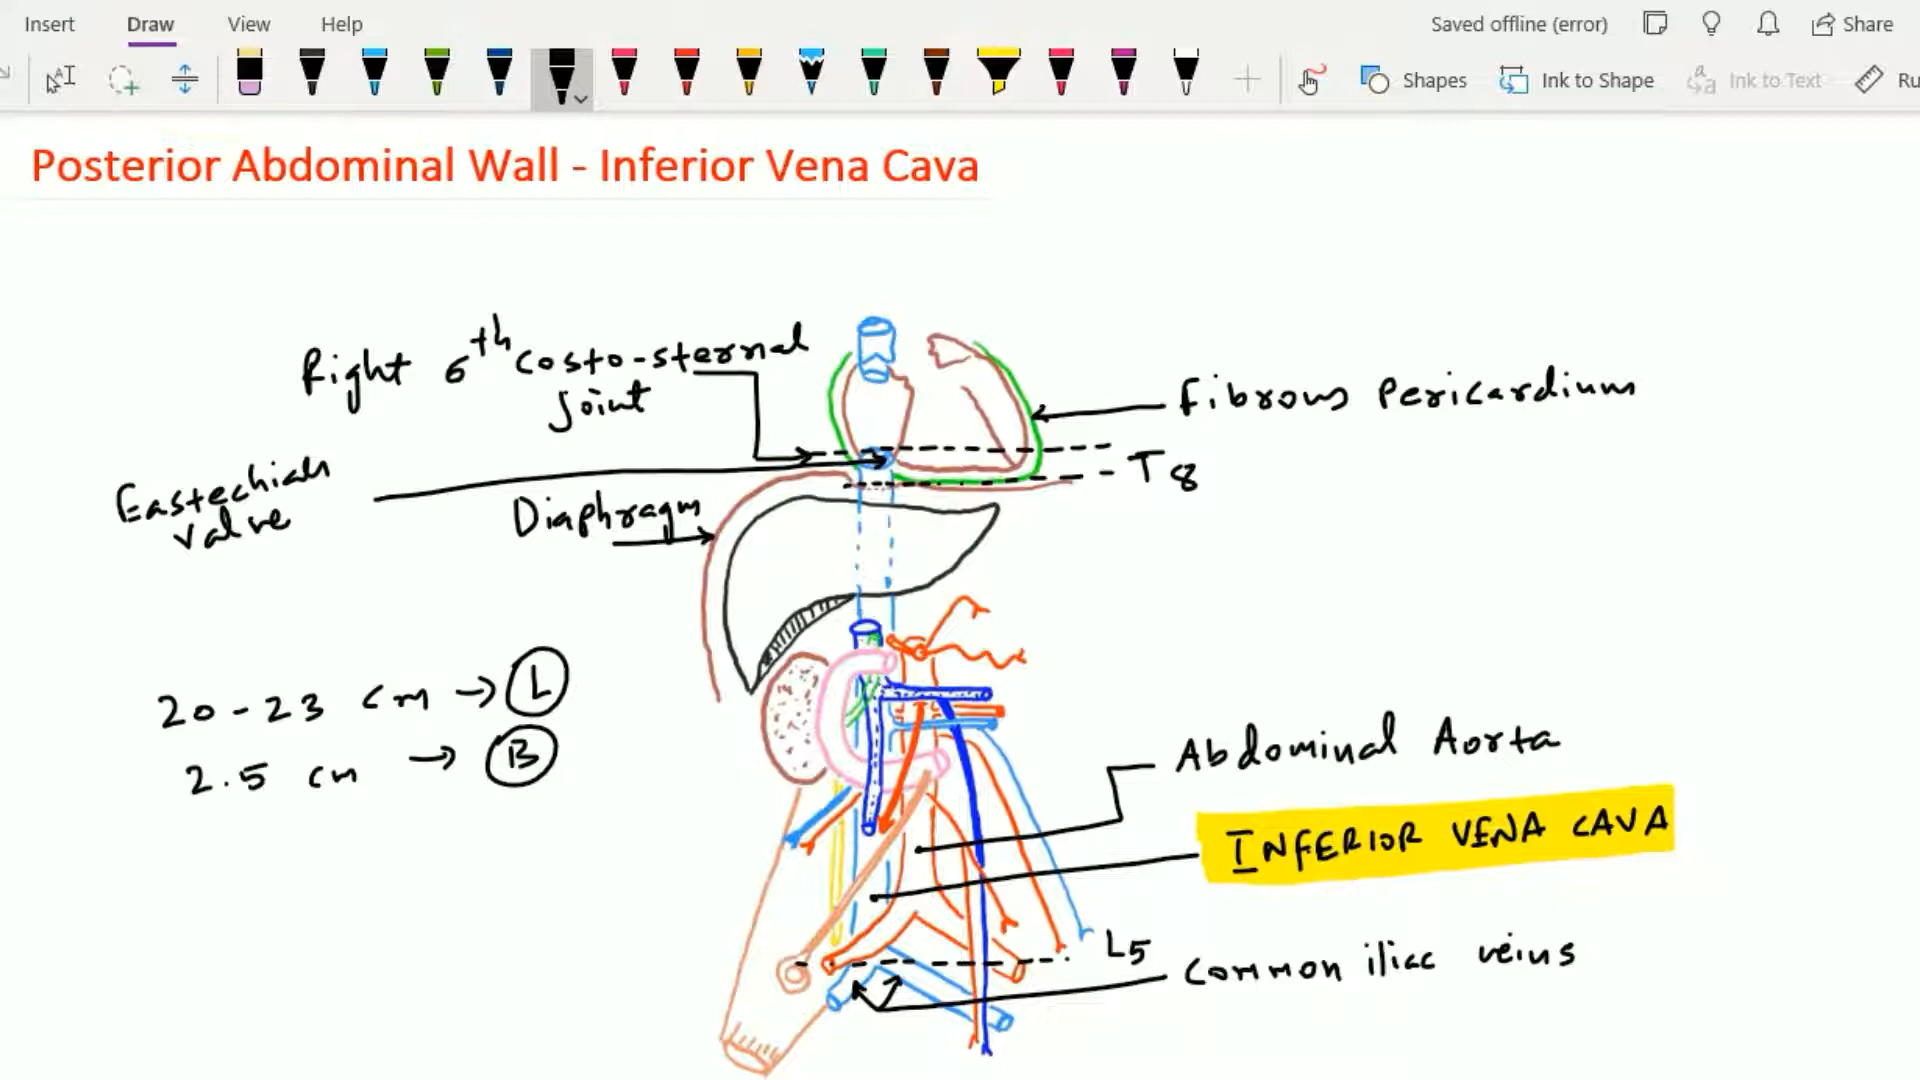 Insert Draw View Help Saved offline (error) Share
Shapes Ink to Shape Ink to Text Ru
Posterior Abdominal Wall - Inferior Vena Cava
Right 6th Costo-sternal
Joint
Fibrous Pericardium
T8
Eastechian
valve
Diaphragm
20-23 cm → L
2.5 cm → B
Abdominal Aorta
INFERIOR VENA CAVA
L5
Common iliac veins